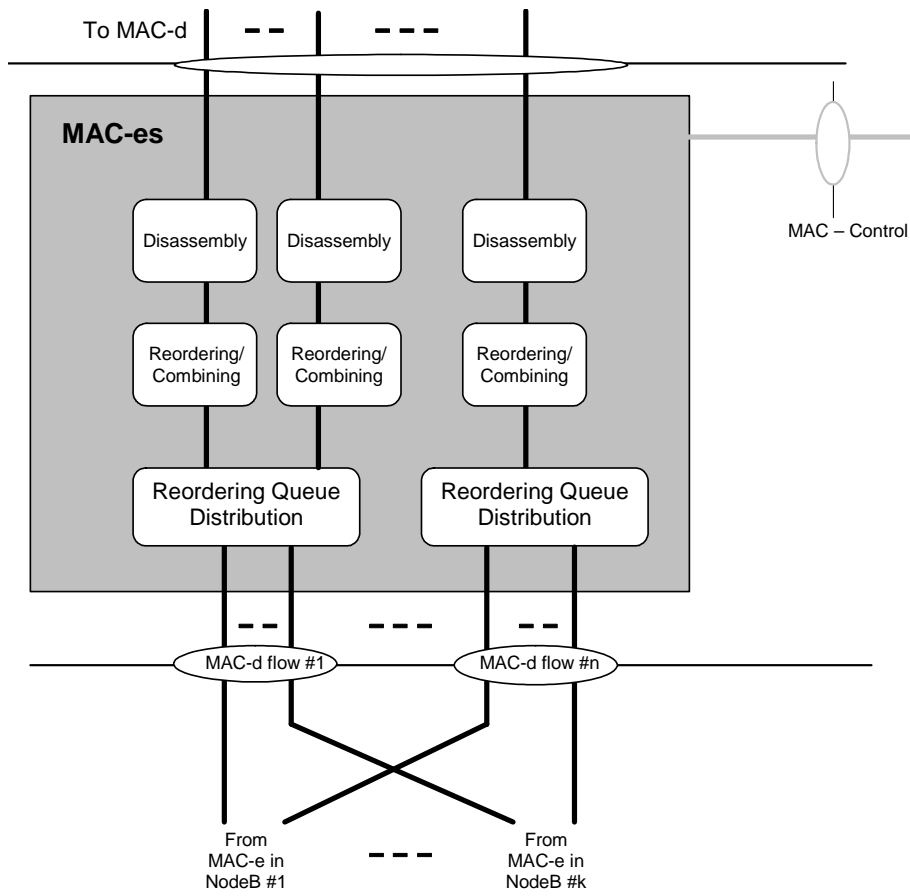 To MAC-d
MAC-es
MAC – Control
Disassembly
Disassembly
Disassembly
Reordering/
Combining
Reordering/
Combining
Reordering/
Combining
Reordering Queue
Distribution
Reordering Queue
Distribution
MAC-d flow #1
MAC-d flow #n
From
MAC-e in
NodeB #1
From
MAC-e in
NodeB #k